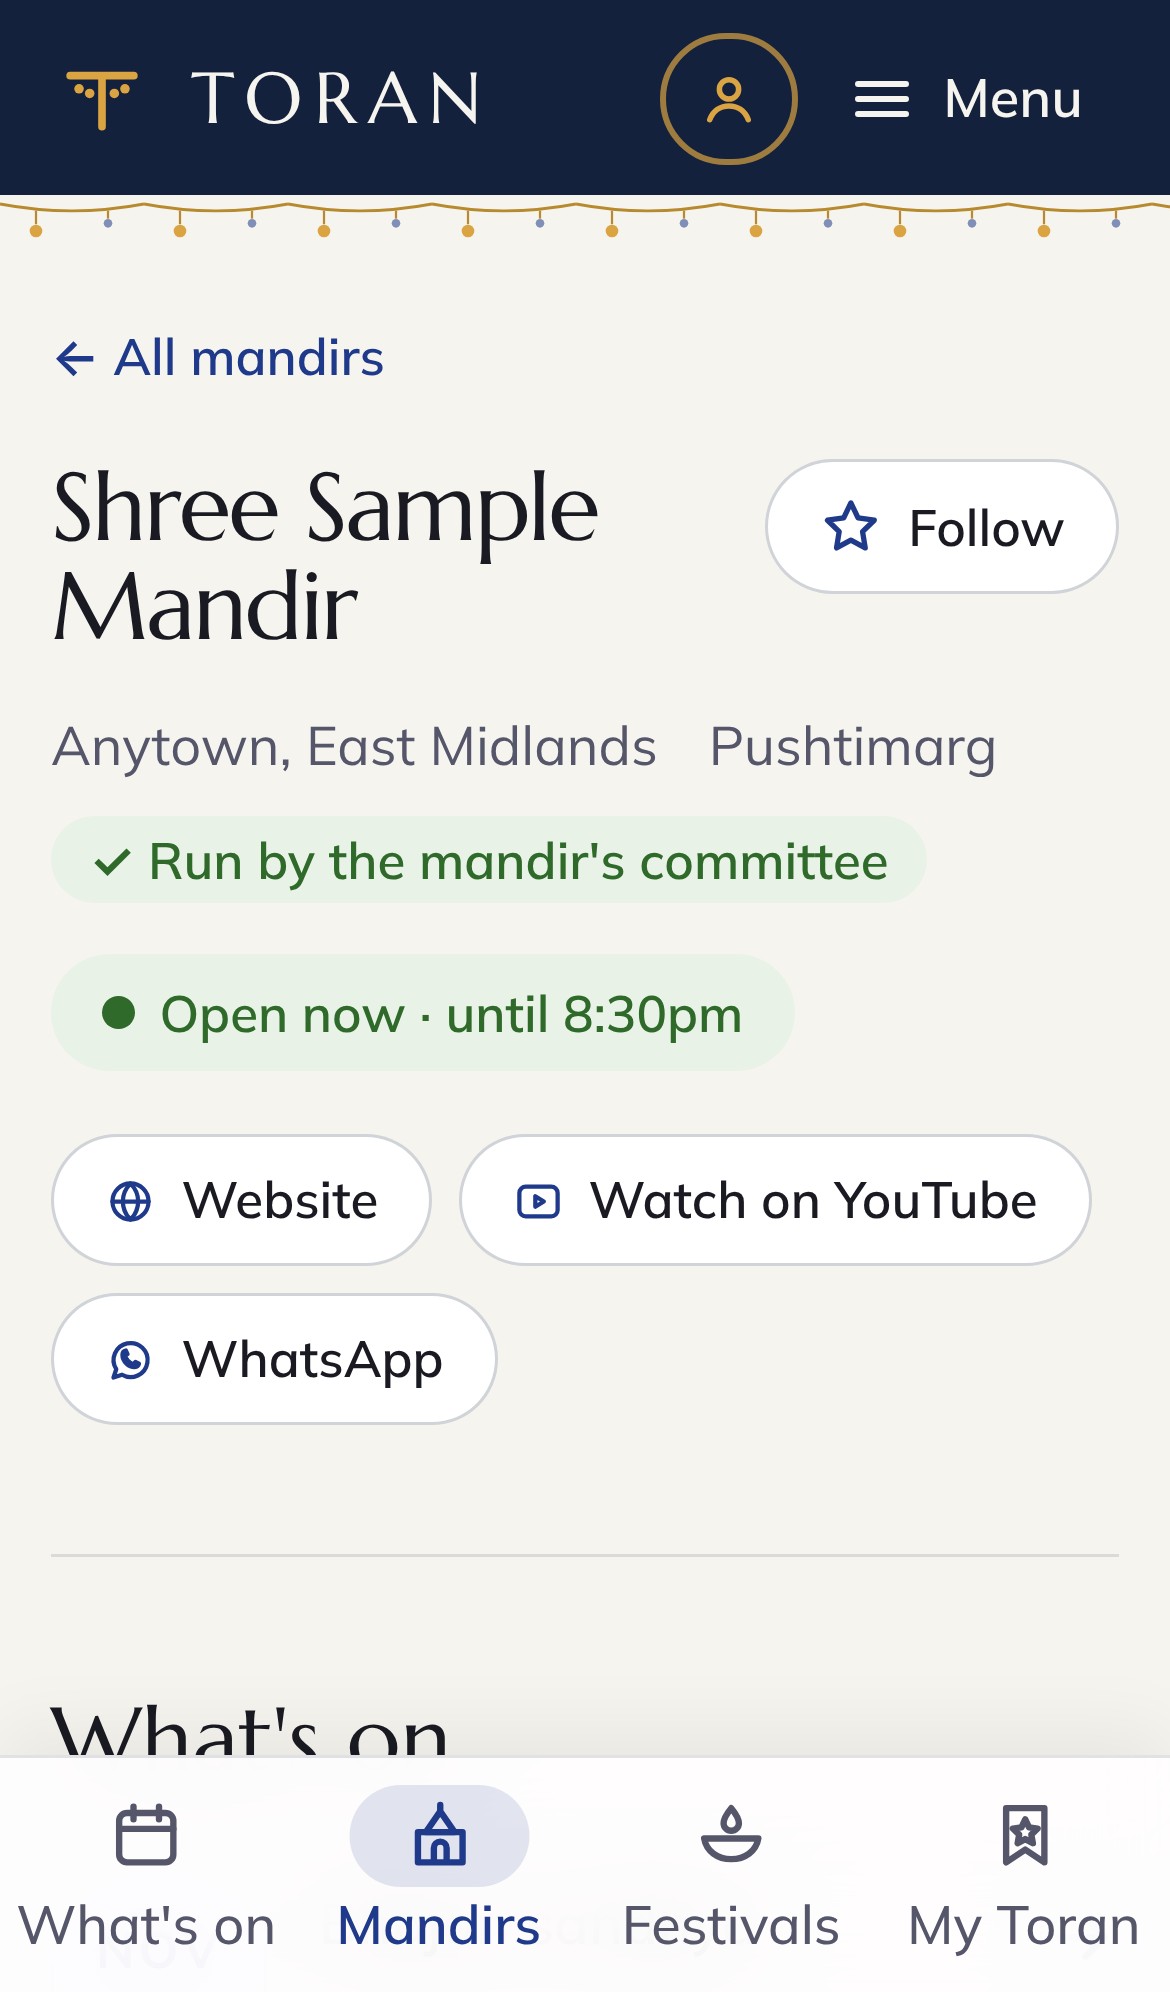 TORAN
Menu
← All mandirs
Shree Sample
Mandir
Follow
Anytown, East Midlands Pushtimarg
✓ Run by the mandir's committee
Open now · until 8:30pm
Website
Watch on YouTube
WhatsApp
What's on
What's on
Mandirs
Festivals
My Toran
NOV